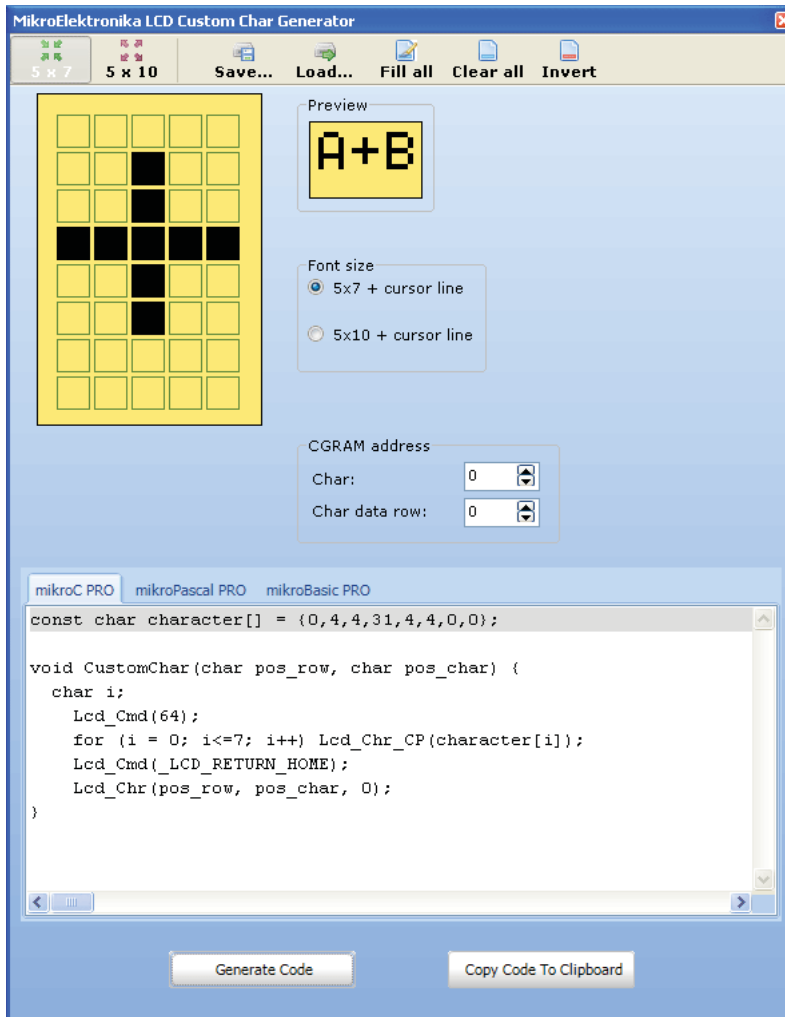 MikroElektronika LCD Custom Char Generator
5 x 7 5 x 10 Save... Load... Fill all Clear all Invert
Preview
A+B
Font size
5x7 + cursor line
5x10 + cursor line
CGRAM address
Char: 0
Char data row: 0
mikroC PRO mikroPascal PRO mikroBasic PRO
const char character[] = {0,4,4,31,4,4,0,0};
void CustomChar(char pos_row, char pos_char) {
  char i;
    Lcd_Cmd(64);
    for (i = 0; i<=7; i++) Lcd_Chr_CP(character[i]);
    Lcd_Cmd(_LCD_RETURN_HOME);
    Lcd_Chr(pos_row, pos_char, 0);
}
Generate Code Copy Code To Clipboard